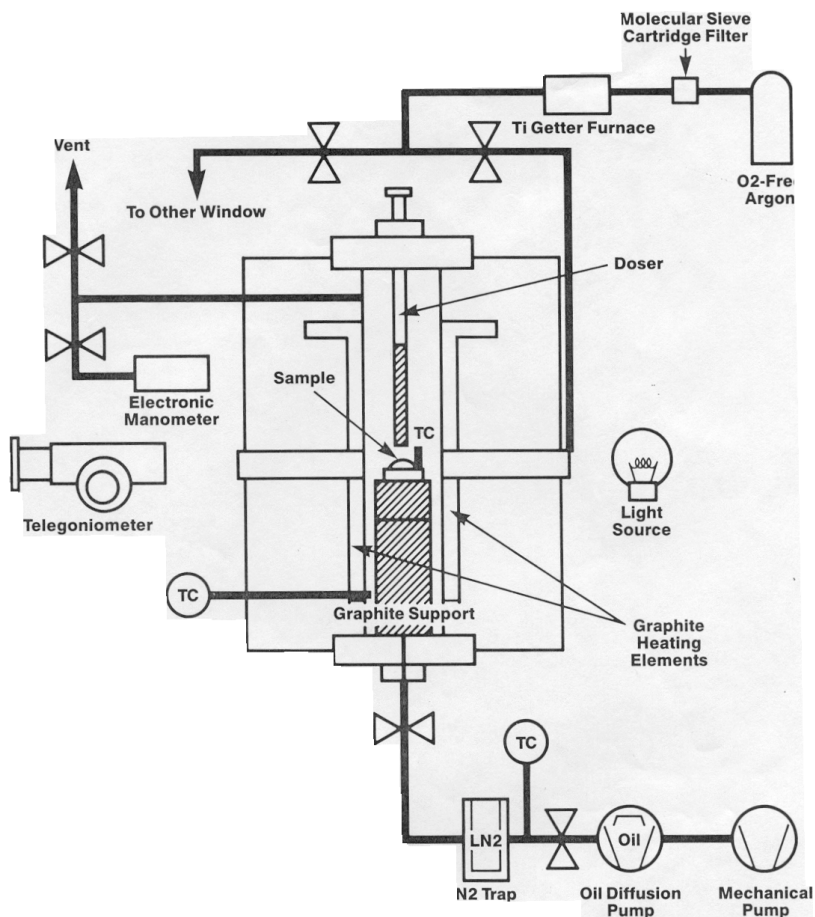 Molecular Sieve
Cartridge Filter
Ti Getter Furnace
O2-Fre
Argon
Vent
To Other Window
Doser
Electronic
Manometer
Sample
TC
Telegoniometer
Light
Source
TC
Graphite Support
Graphite
Heating
Elements
TC
LN2
Oil
N2 Trap
Oil Diffusion
Pump
Mechanical
Pump